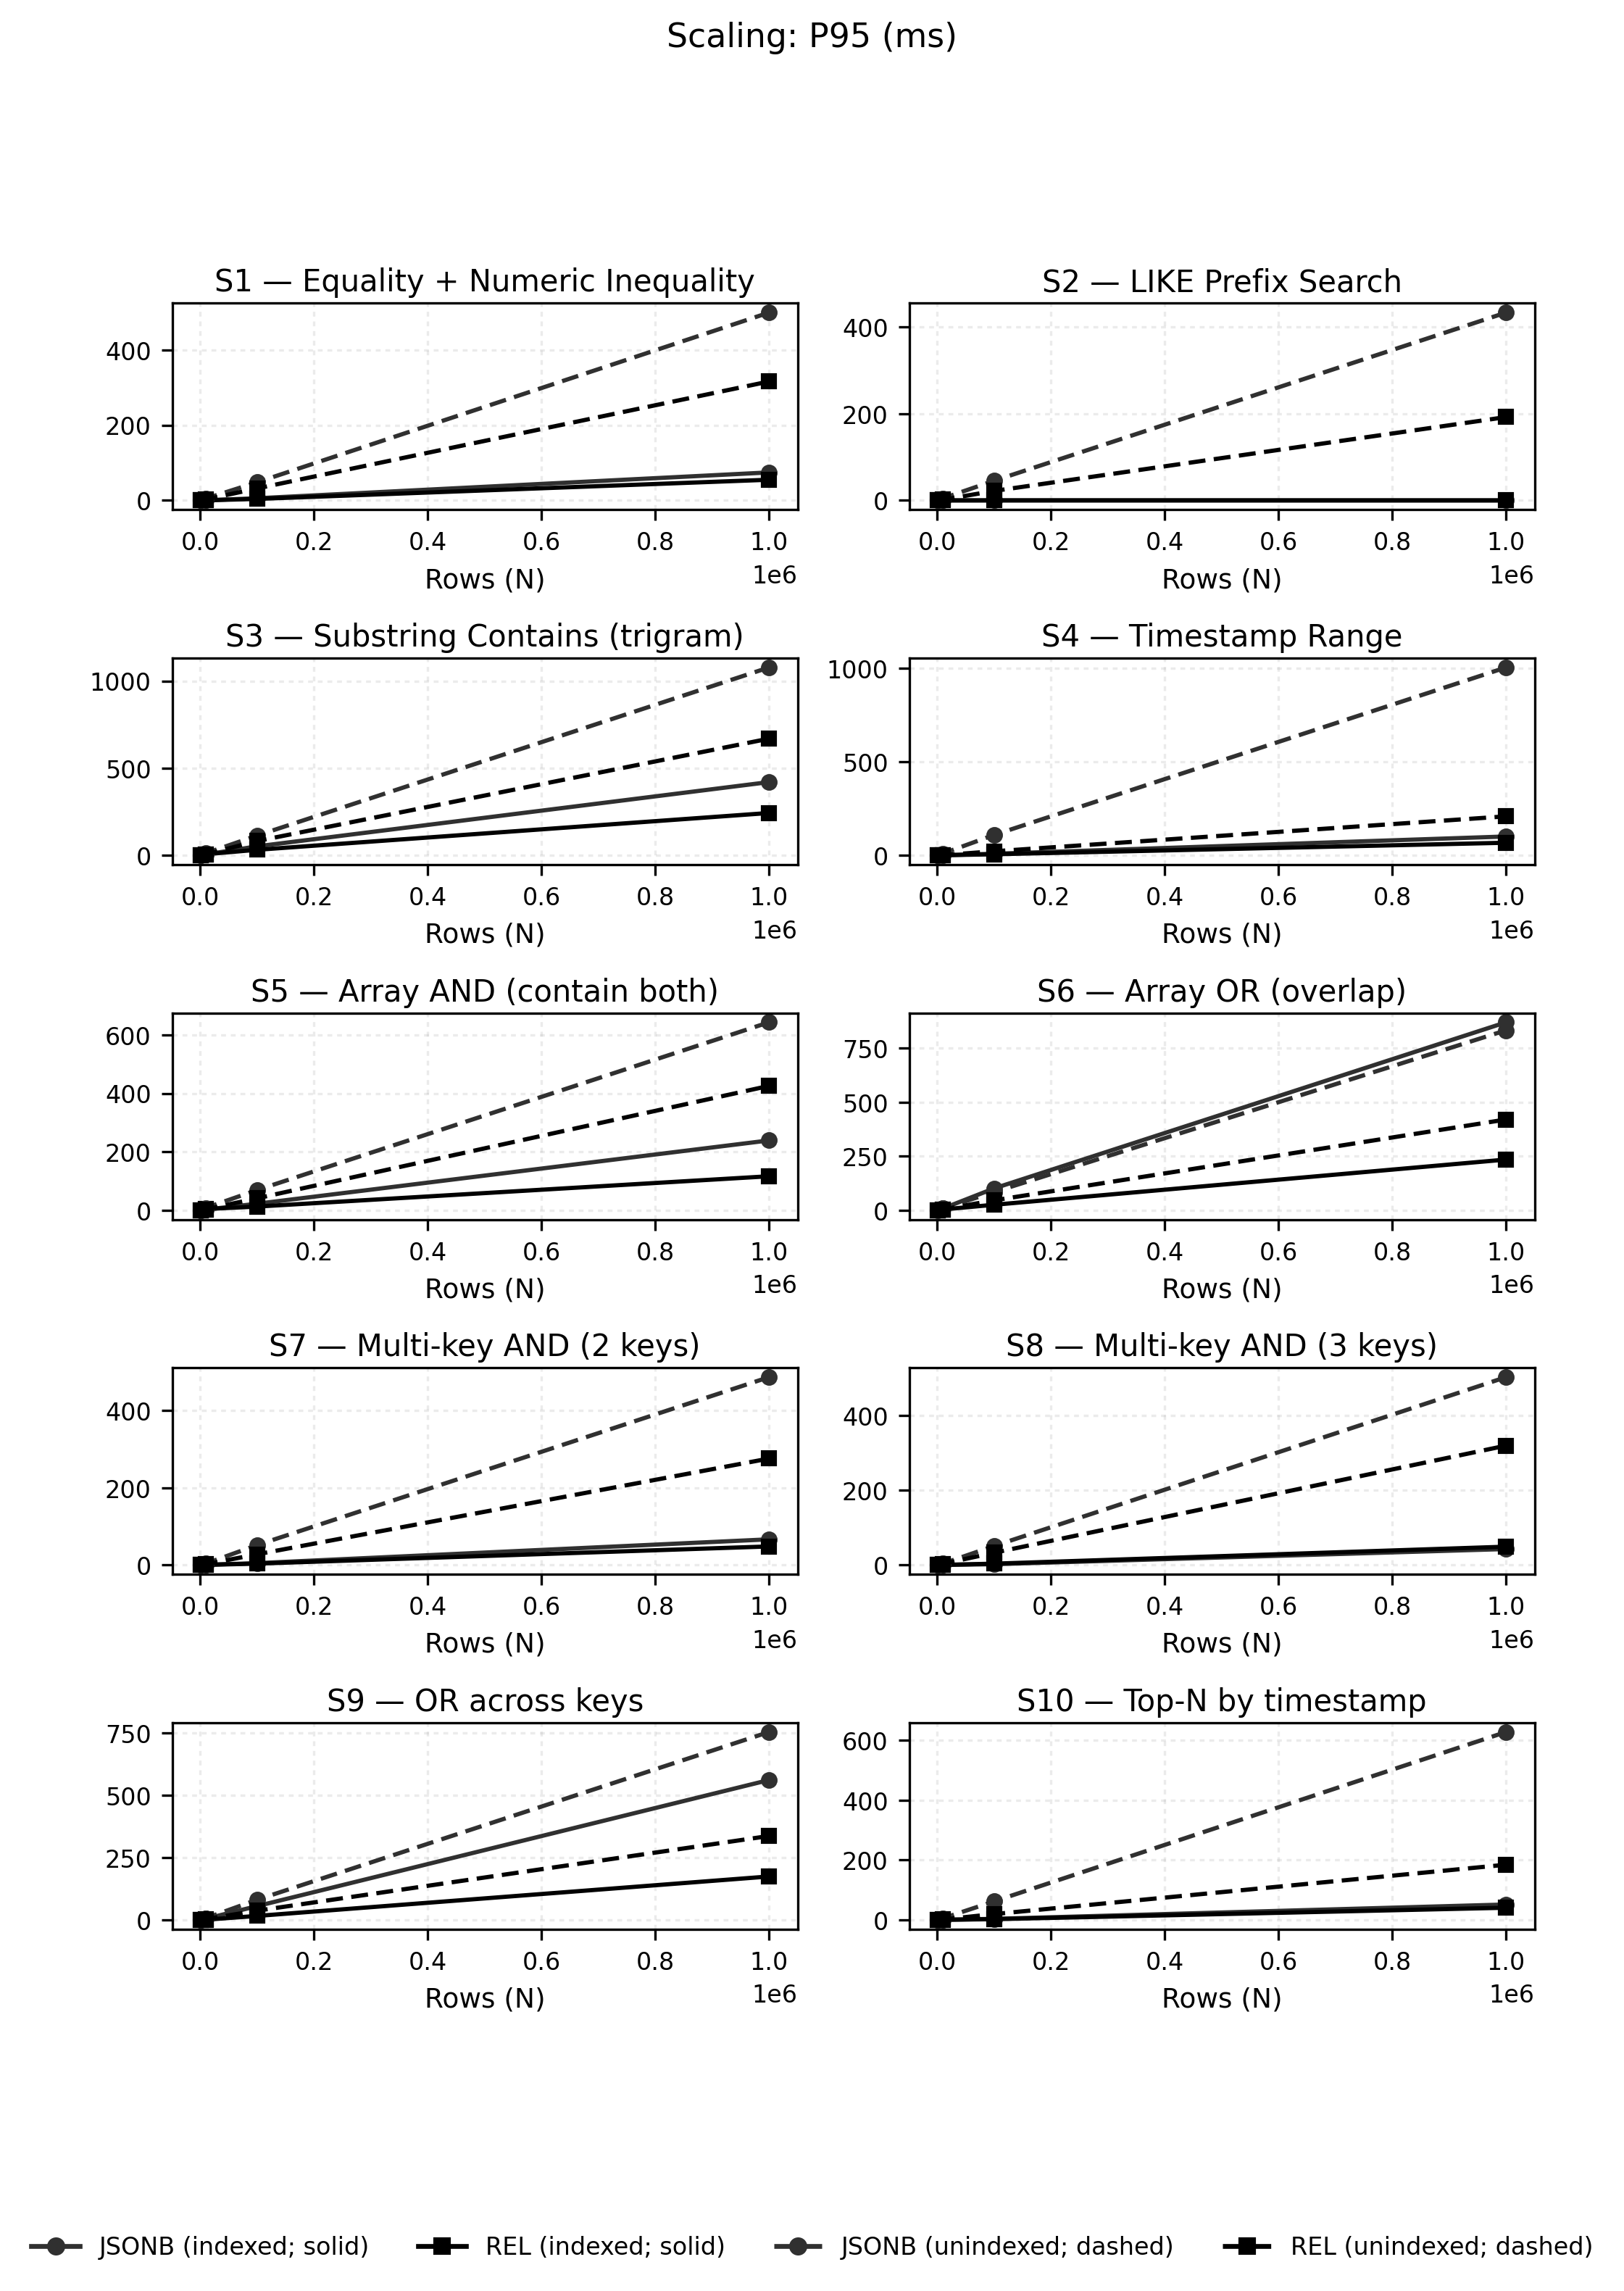 Scaling: P95 (ms)
S1 — Equality + Numeric Inequality
400
200
0
0.0 0.2 0.4 0.6 0.8 1.0
1e6
Rows (N)
S2 — LIKE Prefix Search
400
200
0
0.0 0.2 0.4 0.6 0.8 1.0
1e6
Rows (N)
S3 — Substring Contains (trigram)
1000
500
0
0.0 0.2 0.4 0.6 0.8 1.0
1e6
Rows (N)
S4 — Timestamp Range
1000
500
0
0.0 0.2 0.4 0.6 0.8 1.0
1e6
Rows (N)
S5 — Array AND (contain both)
600
400
200
0
0.0 0.2 0.4 0.6 0.8 1.0
1e6
Rows (N)
S6 — Array OR (overlap)
750
500
250
0
0.0 0.2 0.4 0.6 0.8 1.0
1e6
Rows (N)
S7 — Multi-key AND (2 keys)
400
200
0
0.0 0.2 0.4 0.6 0.8 1.0
1e6
Rows (N)
S8 — Multi-key AND (3 keys)
400
200
0
0.0 0.2 0.4 0.6 0.8 1.0
1e6
Rows (N)
S9 — OR across keys
750
500
250
0
0.0 0.2 0.4 0.6 0.8 1.0
1e6
Rows (N)
S10 — Top-N by timestamp
600
400
200
0
0.0 0.2 0.4 0.6 0.8 1.0
1e6
Rows (N)
JSONB (indexed; solid) REL (indexed; solid) JSONB (unindexed; dashed) REL (unindexed; dashed)